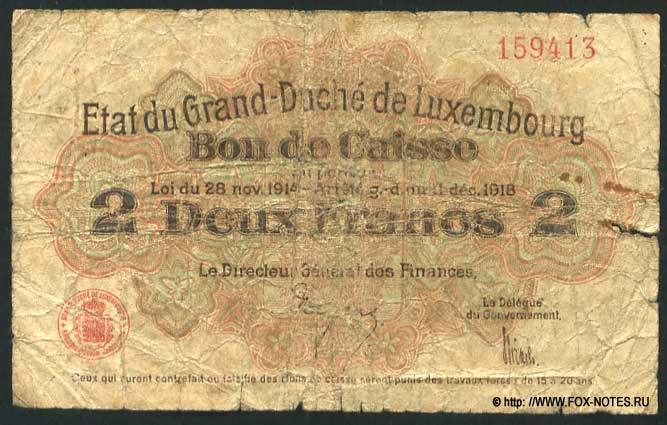 159413
Etat du Grand-Duché de Luxembourg
Bon de Caisse
au porteur
Loi du 28 nov. 1914 - Arrêté g.-d. du 11 déc. 1918
2 Deux Francs 2
Le Directeur Général des Finances,
Le Délégué
du Gouvernement,
Ceux qui auront contrefait ou falsifié des bons de caisse seront punis des travaux forcés de 15 à 20 ans
© http: //WWW.FOX-NOTES.RU